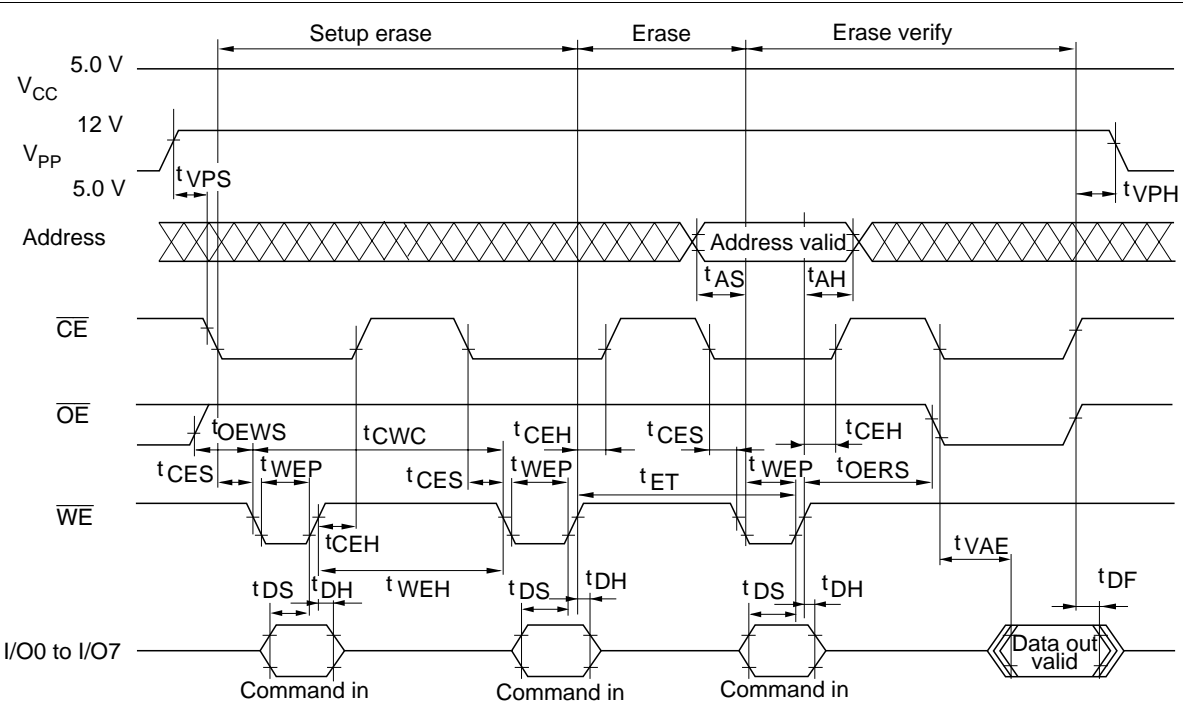 Setup erase Erase Erase verify
5.0 V
VCC
12 V
VPP
5.0 V
tVPS tVPH
Address Address valid
tAS tAH
CE
OE
tOEWS tCWC tCEH tCES tCEH
tCES tWEP tCES tWEP tET tWEP tOERS
WE
tCEH tVAE
tDS tDH tWEH tDS tDH tDS tDH tDF
I/O0 to I/O7 Data out
valid
Command in Command in Command in